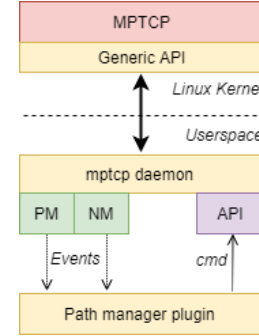 MPTCP
Generic API
Linux Kerne
Userspace
mptcp daemon
PM NM API
Events cmd
Path manager plugin